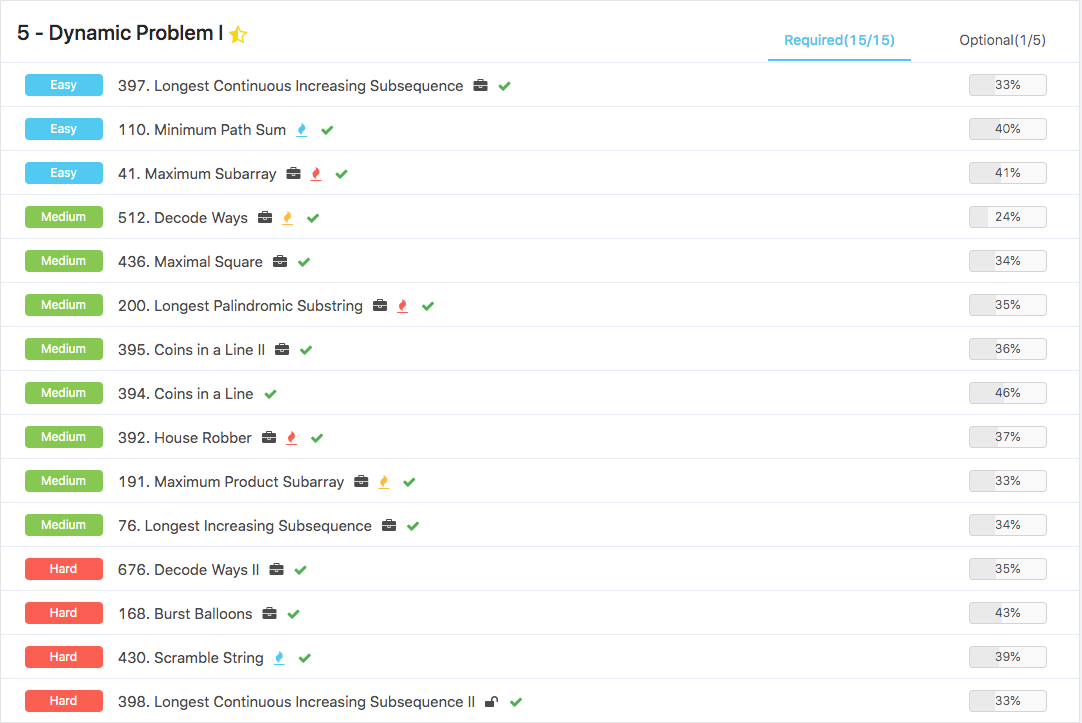 5 - Dynamic Problem I Required(15/15) Optional(1/5)
Easy 397. Longest Continuous Increasing Subsequence 33%
Easy 110. Minimum Path Sum 40%
Easy 41. Maximum Subarray 41%
Medium 512. Decode Ways 24%
Medium 436. Maximal Square 34%
Medium 200. Longest Palindromic Substring 35%
Medium 395. Coins in a Line II 36%
Medium 394. Coins in a Line 46%
Medium 392. House Robber 37%
Medium 191. Maximum Product Subarray 33%
Medium 76. Longest Increasing Subsequence 34%
Hard 676. Decode Ways II 35%
Hard 168. Burst Balloons 43%
Hard 430. Scramble String 39%
Hard 398. Longest Continuous Increasing Subsequence II 33%